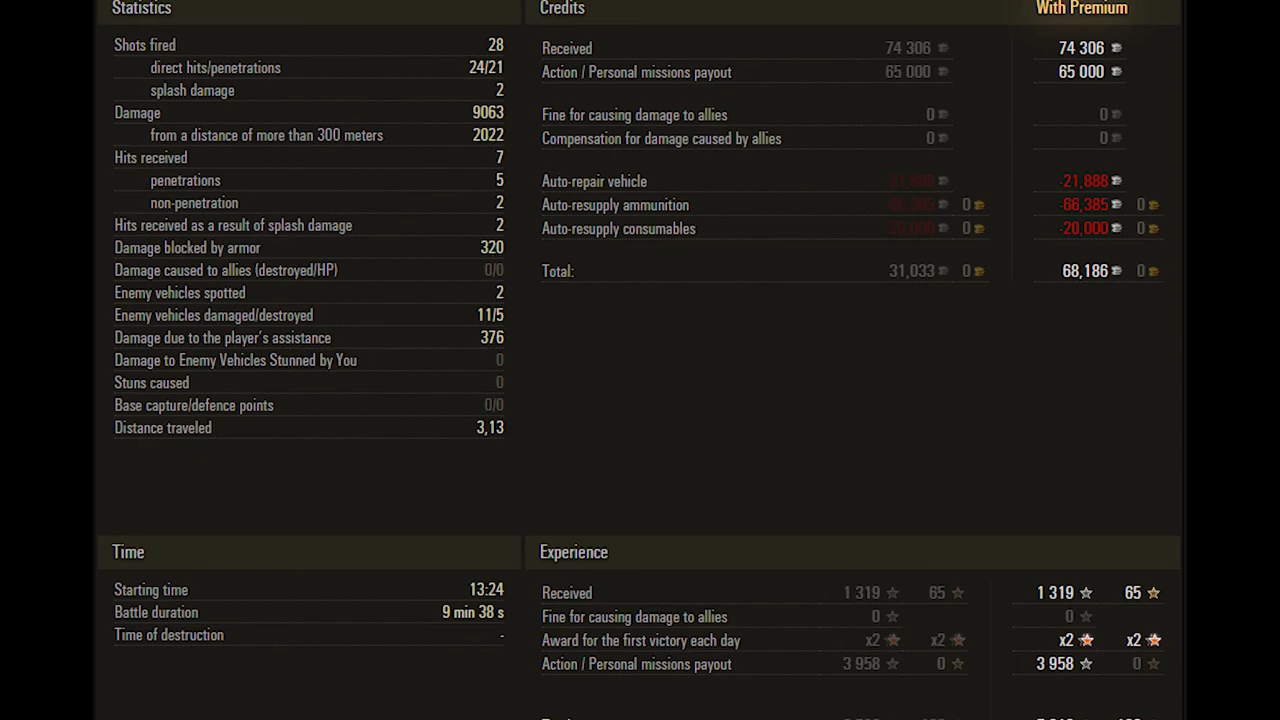 Statistics
Shots fired 28
direct hits/penetrations 24/21
splash damage 2
Damage 9063
from a distance of more than 300 meters 2022
Hits received 7
penetrations 5
non-penetration 2
Hits received as a result of splash damage 2
Damage blocked by armor 320
Damage caused to allies (destroyed/HP) 0/0
Enemy vehicles spotted 2
Enemy vehicles damaged/destroyed 11/5
Damage due to the player's assistance 376
Damage to Enemy Vehicles Stunned by You 0
Stuns caused 0
Base capture/defence points 0/0
Distance traveled 3,13
Credits With Premium
Received 74 306 74 306
Action / Personal missions payout 65 000 65 000
Fine for causing damage to allies 0 0
Compensation for damage caused by allies 0 0
Auto-repair vehicle -21,888 -21,888
Auto-resupply ammunition 0 -66,385 0
Auto-resupply consumables -20,000 0 -20,000 0
Total: 31,033 0 68,186 0
Time
Starting time 13:24
Battle duration 9 min 38 s
Time of destruction -
Experience
Received 1 319 65 1 319 65
Fine for causing damage to allies 0 0
Award for the first victory each day x2 x2 x2 x2
Action / Personal missions payout 3 958 0 3 958 0